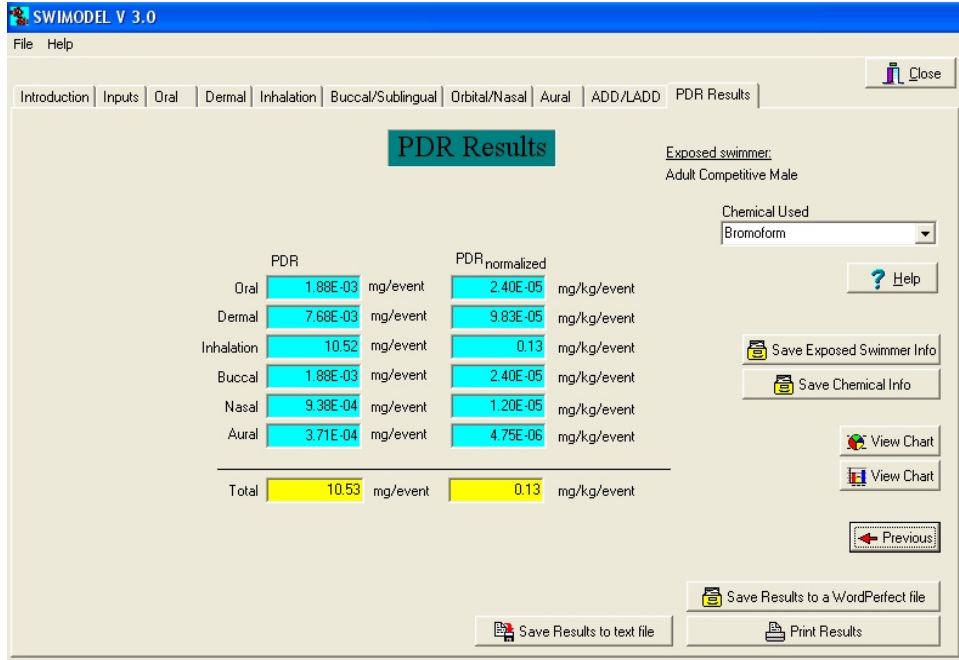 SWIMODEL V 3.0
File Help
Close
Introduction Inputs Oral Dermal Inhalation Buccal/Sublingual Orbital/Nasal Aural ADD/LADD PDR Results
PDR Results
Exposed swimmer:
Adult Competitive Male
Chemical Used
Bromoform
PDR PDR normalized
Help
Oral 1.88E-03 mg/event 2.40E-05 mg/kg/event
Dermal 7.68E-03 mg/event 9.83E-05 mg/kg/event
Inhalation 10.52 mg/event 0.13 mg/kg/event
Save Exposed Swimmer Info
Buccal 1.88E-03 mg/event 2.40E-05 mg/kg/event
Save Chemical Info
Nasal 9.38E-04 mg/event 1.20E-05 mg/kg/event
Aural 3.71E-04 mg/event 4.75E-06 mg/kg/event
View Chart
View Chart
Total 10.53 mg/event 0.13 mg/kg/event
Previous
Save Results to a WordPerfect file
Save Results to text file
Print Results